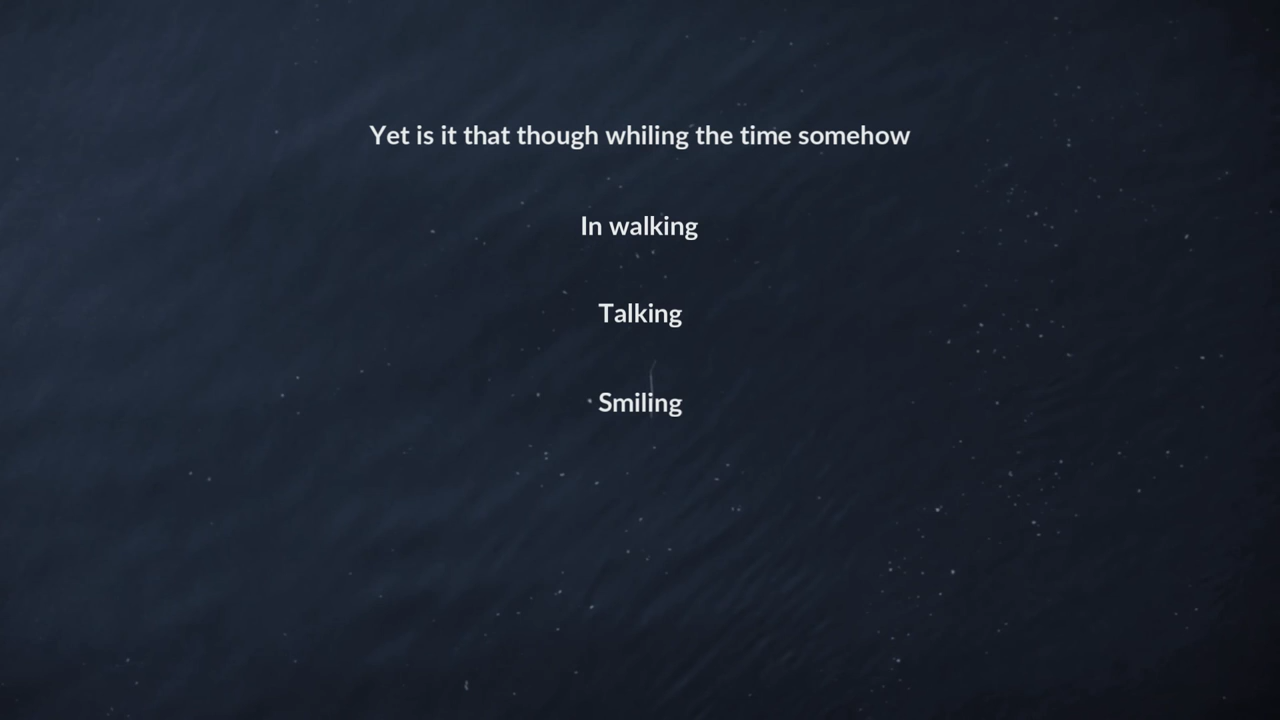 Yet is it that though whiling the time somehow
In walking
Talking
Smiling